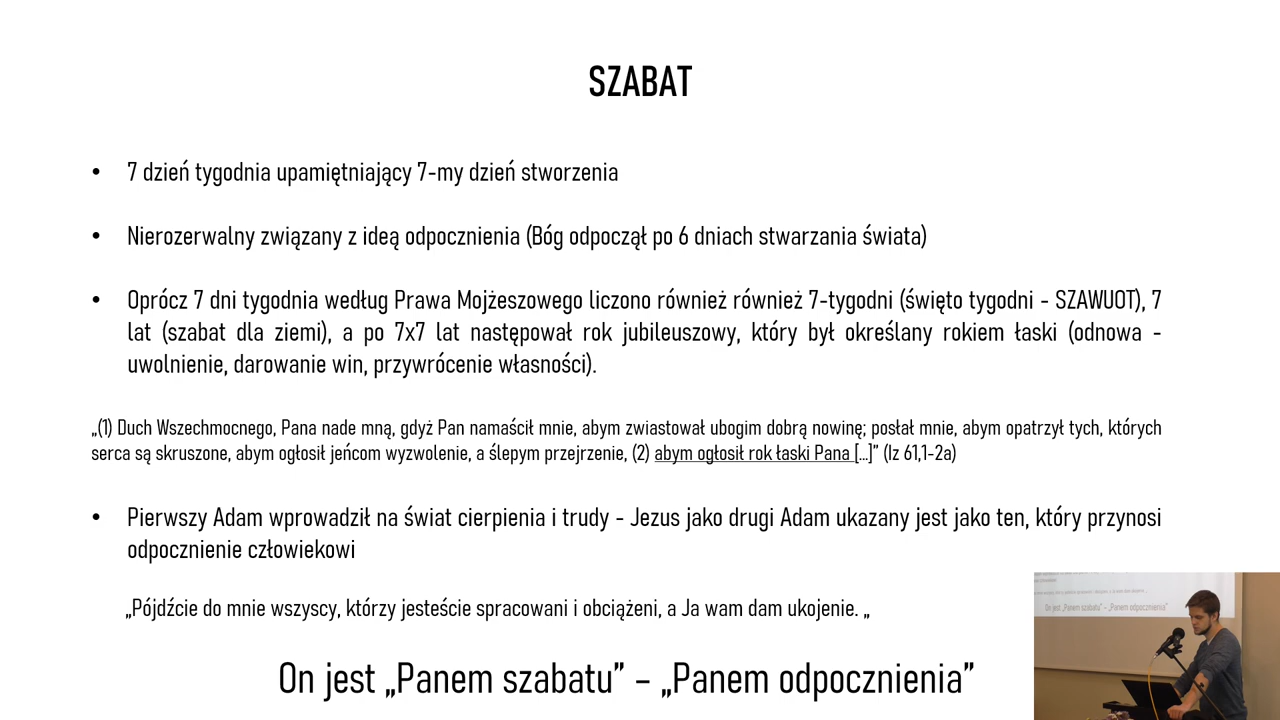 SZABAT
• 7 dzień tygodnia upamiętniający 7-my dzień stworzenia
• Nierozerwalny związany z ideą odpocznienia (Bóg odpoczął po 6 dniach stwarzania świata)
• Oprócz 7 dni tygodnia według Prawa Mojżeszowego liczono również również 7-tygodni (święto tygodni - SZAWUOT), 7
lat (szabat dla ziemi), a po 7x7 lat następował rok jubileuszowy, który był określany rokiem łaski (odnowa -
uwolnienie, darowanie win, przywrócenie własności).
„(1) Duch Wszechmocnego, Pana nade mną, gdyż Pan namaścił mnie, abym zwiastował ubogim dobrą nowinę; posłał mnie, abym opatrzył tych, których
serca są skruszone, abym ogłosił jeńcom wyzwolenie, a ślepym przejrzenie, (2) abym ogłosił rok łaski Pana [...]” (Iz 61,1-2a)
• Pierwszy Adam wprowadził na świat cierpienia i trudy - Jezus jako drugi Adam ukazany jest jako ten, który przynosi
odpocznienie człowiekowi
„Pójdźcie do mnie wszyscy, którzy jesteście spracowani i obciążeni, a Ja wam dam ukojenie. „
On jest „Panem szabatu” – „Panem odpocznienia”
On jest „Panem szabatu” – „Panem odpocznienia”